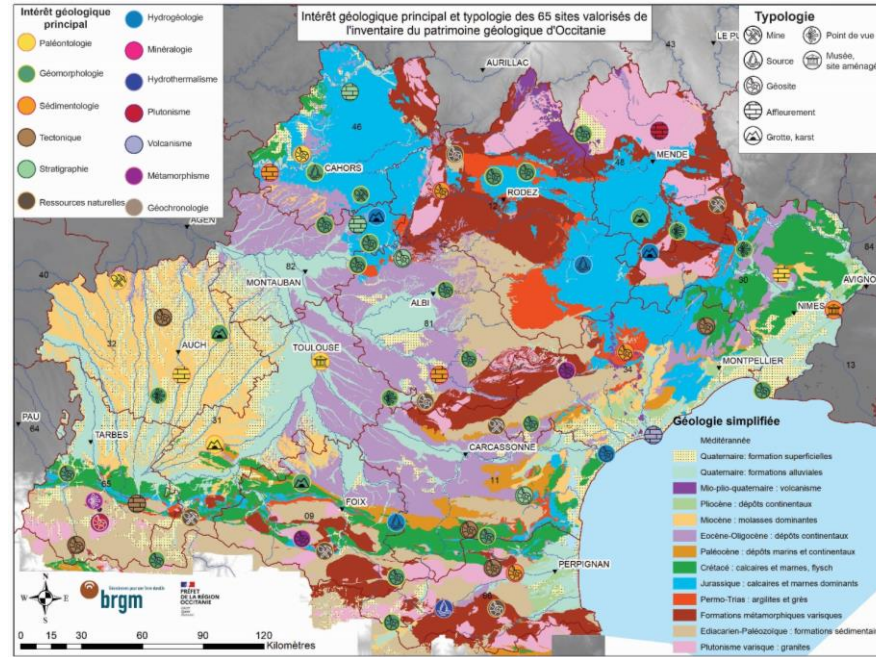 Intérêt géologique principal et typologie des 65 sites valorisés de
l'inventaire du patrimoine géologique d'Occitanie
Intérêt géologique
principal
Paléontologie
Géomorphologie
Sédimentologie
Tectonique
Stratigraphie
Ressources naturelles
Hydrogéologie
Minéralogie
Hydrothermalisme
Plutonisme
Volcanisme
Métamorphisme
Géochronologie
Typologie
Mine
Source
Géosite
Affleurement
Grotte, karst
Point de vue
Musée,
site aménagé
43
LE PU
AURILLAC
46
CAHORS
48
MENDE
RODEZ
AGEN
40
82
MONTAUBAN
84
AVIGNO
30
NIMES
ALBI
81
32
AUCH
TOULOUSE
MONTPELLIER
13
PAU
64
31
TARBES
CARCASSONNE
65
11
FOIX
09
PERPIGNAN
66
Géologie simplifiée
Méditérrannée
Quaternaire: formation superficielles
Quaternaire: formations alluviales
Mio-plio-quaternaire : volcanisme
Pliocène : dépôts continentaux
Miocène : molasses dominantes
Eocène-Oligocène : dépôts continentaux
Paléocène : dépôts marins et continentaux
Crétacé : calcaires et marnes, flysch
Jurassique : calcaires et marnes dominants
Permo-Trias : argilites et grès
Formations métamorphiques varisques
Ediacarien-Paléozoïque : formations sédimentair
Plutonisme varisque : granites
N
W
E
S
Géosciences pour une Terre durable
brgm
PRÉFET
DE LA RÉGION
OCCITANIE
0 15 30 60 90 120
Kilomètres